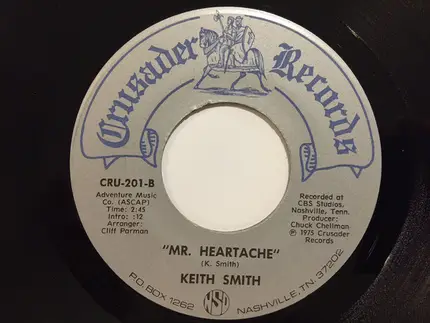 Crusader Records
CRU-201-B
Adventure Music
Co. (ASCAP)
Time: 2:45
Intro: :12
Arranger:
Cliff Parman
Recorded at
CBS Studios,
Nashville, Tenn.
Producer:
Chuck Chellman
℗ 1975 Crusader
Records
"MR. HEARTACHE"
(K. Smith)
KEITH SMITH
PO BOX 1262 NASHVILLE, TN. 37202